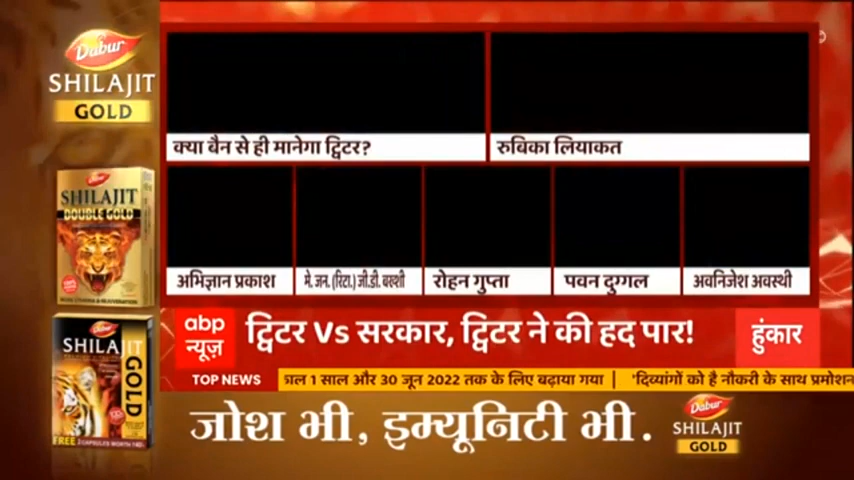 Dabur
SHILAJIT
GOLD
क्या बैन से ही मानेगा ट्विटर?
रुबिका लियाकत
Dabur
SHILAJIT
DOUBLE GOLD
अभिज्ञान प्रकाश
मे. जन. (रिटा.) जी.डी. बख्शी
रोहन गुप्ता
पवन दुग्गल
अवनिजेश अवस्थी
abp
न्यूज़
ट्विटर Vs सरकार, ट्विटर ने की हद पार!
हुंकार
Dabur
SHILAJIT
GOLD
TOP NEWS
काल 1 साल और 30 जून 2022 तक के लिए बढ़ाया गया | 'दिव्यांगों को है नौकरी के साथ प्रमोशन
जोश भी, इम्यूनिटी भी.
Dabur
SHILAJIT
GOLD